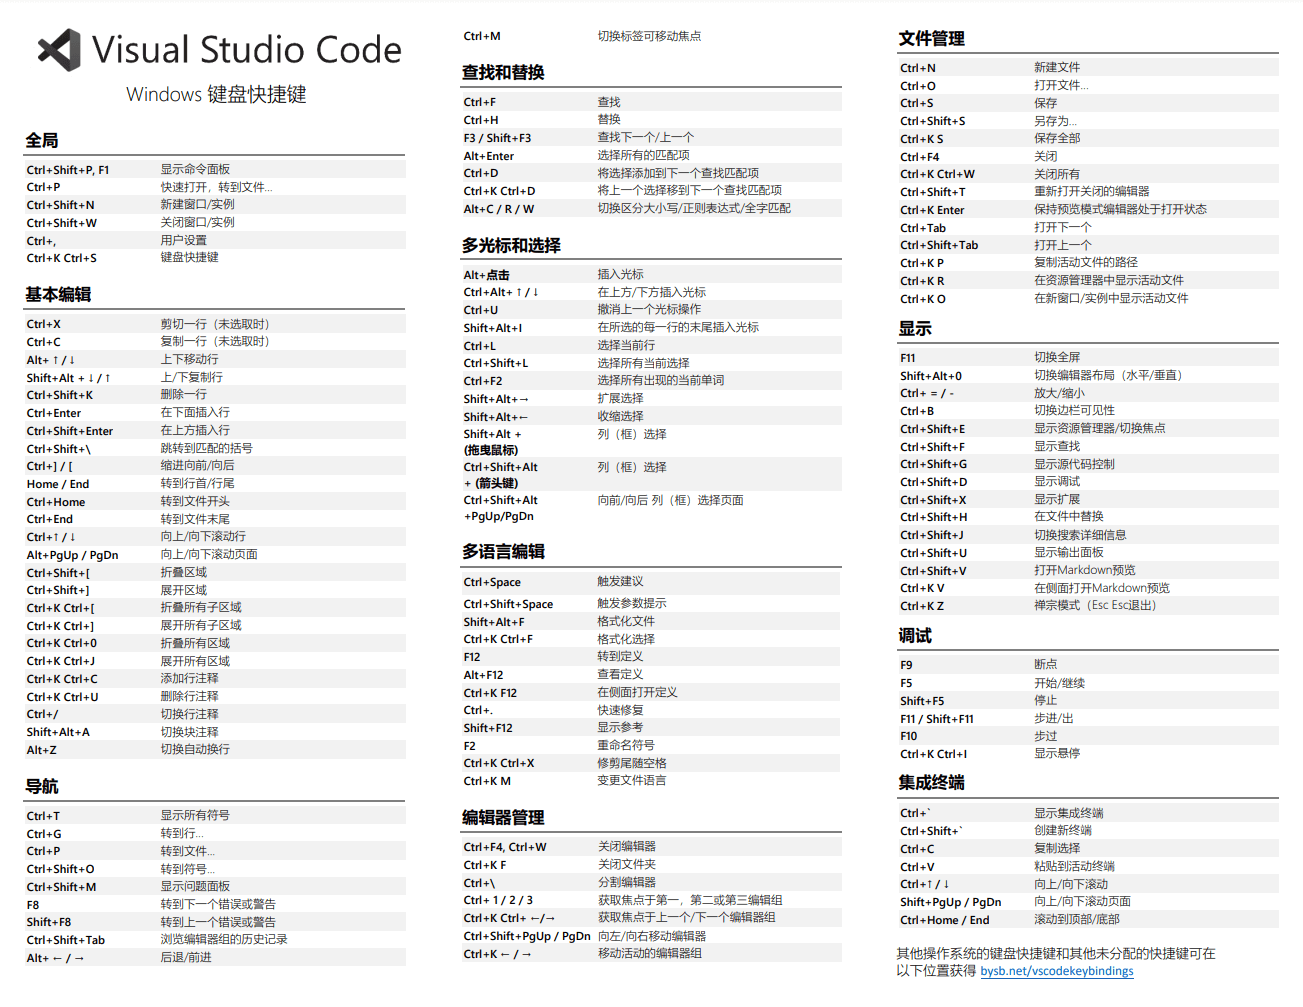 Visual Studio Code
Windows 键盘快捷键
全局
Ctrl+Shift+P, F1 显示命令面板
Ctrl+P 快速打开，转到文件...
Ctrl+Shift+N 新建窗口/实例
Ctrl+Shift+W 关闭窗口/实例
Ctrl+, 用户设置
Ctrl+K Ctrl+S 键盘快捷键
基本编辑
Ctrl+X 剪切一行（未选取时）
Ctrl+C 复制一行（未选取时）
Alt+ ↑ / ↓ 上下移动行
Shift+Alt + ↓ / ↑ 上/下复制行
Ctrl+Shift+K 删除一行
Ctrl+Enter 在下面插入行
Ctrl+Shift+Enter 在上方插入行
Ctrl+Shift+\ 跳转到匹配的括号
Ctrl+] / [ 缩进向前/向后
Home / End 转到行首/行尾
Ctrl+Home 转到文件开头
Ctrl+End 转到文件末尾
Ctrl+↑ / ↓ 向上/向下滚动行
Alt+PgUp / PgDn 向上/向下滚动页面
Ctrl+Shift+[ 折叠区域
Ctrl+Shift+] 展开区域
Ctrl+K Ctrl+[ 折叠所有子区域
Ctrl+K Ctrl+] 展开所有子区域
Ctrl+K Ctrl+0 折叠所有区域
Ctrl+K Ctrl+J 展开所有区域
Ctrl+K Ctrl+C 添加行注释
Ctrl+K Ctrl+U 删除行注释
Ctrl+/ 切换行注释
Shift+Alt+A 切换块注释
Alt+Z 切换自动换行
导航
Ctrl+T 显示所有符号
Ctrl+G 转到行...
Ctrl+P 转到文件...
Ctrl+Shift+O 转到符号...
Ctrl+Shift+M 显示问题面板
F8 转到下一个错误或警告
Shift+F8 转到上一个错误或警告
Ctrl+Shift+Tab 浏览编辑器组的历史记录
Alt+ ← / → 后退/前进
Ctrl+M 切换标签可移动焦点
查找和替换
Ctrl+F 查找
Ctrl+H 替换
F3 / Shift+F3 查找下一个/上一个
Alt+Enter 选择所有的匹配项
Ctrl+D 将选择添加到下一个查找匹配项
Ctrl+K Ctrl+D 将上一个选择移到下一个查找匹配项
Alt+C / R / W 切换区分大小写/正则表达式/全字匹配
多光标和选择
Alt+点击 插入光标
Ctrl+Alt+ ↑ / ↓ 在上方/下方插入光标
Ctrl+U 撤消上一个光标操作
Shift+Alt+I 在所选的每一行的末尾插入光标
Ctrl+L 选择当前行
Ctrl+Shift+L 选择所有当前选择
Ctrl+F2 选择所有出现的当前单词
Shift+Alt+→ 扩展选择
Shift+Alt+← 收缩选择
Shift+Alt + 列（框）选择
(拖曳鼠标)
Ctrl+Shift+Alt 列（框）选择
+ (箭头键)
Ctrl+Shift+Alt 向前/向后 列（框）选择页面
+PgUp/PgDn
多语言编辑
Ctrl+Space 触发建议
Ctrl+Shift+Space 触发参数提示
Shift+Alt+F 格式化文件
Ctrl+K Ctrl+F 格式化选择
F12 转到定义
Alt+F12 查看定义
Ctrl+K F12 在侧面打开定义
Ctrl+. 快速修复
Shift+F12 显示参考
F2 重命名符号
Ctrl+K Ctrl+X 修剪尾随空格
Ctrl+K M 变更文件语言
编辑器管理
Ctrl+F4, Ctrl+W 关闭编辑器
Ctrl+K F 关闭文件夹
Ctrl+\ 分割编辑器
Ctrl+ 1 / 2 / 3 获取焦点于第一，第二或第三编辑组
Ctrl+K Ctrl+ ←/→ 获取焦点于上一个/下一个编辑器组
Ctrl+Shift+PgUp / PgDn 向左/向右移动编辑器
Ctrl+K ← / → 移动活动的编辑器组
文件管理
Ctrl+N 新建文件
Ctrl+O 打开文件...
Ctrl+S 保存
Ctrl+Shift+S 另存为...
Ctrl+K S 保存全部
Ctrl+F4 关闭
Ctrl+K Ctrl+W 关闭所有
Ctrl+Shift+T 重新打开关闭的编辑器
Ctrl+K Enter 保持预览模式编辑器处于打开状态
Ctrl+Tab 打开下一个
Ctrl+Shift+Tab 打开上一个
Ctrl+K P 复制活动文件的路径
Ctrl+K R 在资源管理器中显示活动文件
Ctrl+K O 在新窗口/实例中显示活动文件
显示
F11 切换全屏
Shift+Alt+0 切换编辑器布局（水平/垂直）
Ctrl+ = / - 放大/缩小
Ctrl+B 切换边栏可见性
Ctrl+Shift+E 显示资源管理器/切换焦点
Ctrl+Shift+F 显示查找
Ctrl+Shift+G 显示源代码控制
Ctrl+Shift+D 显示调试
Ctrl+Shift+X 显示扩展
Ctrl+Shift+H 在文件中替换
Ctrl+Shift+J 切换搜索详细信息
Ctrl+Shift+U 显示输出面板
Ctrl+Shift+V 打开Markdown预览
Ctrl+K V 在侧面打开Markdown预览
Ctrl+K Z 禅宗模式（Esc Esc退出）
调试
F9 断点
F5 开始/继续
Shift+F5 停止
F11 / Shift+F11 步进/出
F10 步过
Ctrl+K Ctrl+I 显示悬停
集成终端
Ctrl+` 显示集成终端
Ctrl+Shift+` 创建新终端
Ctrl+C 复制选择
Ctrl+V 粘贴到活动终端
Ctrl+↑ / ↓ 向上/向下滚动
Shift+PgUp / PgDn 向上/向下滚动页面
Ctrl+Home / End 滚动到顶部/底部
其他操作系统的键盘快捷键和其他未分配的快捷键可在
以下位置获得 bysb.net/vscodekeybindings